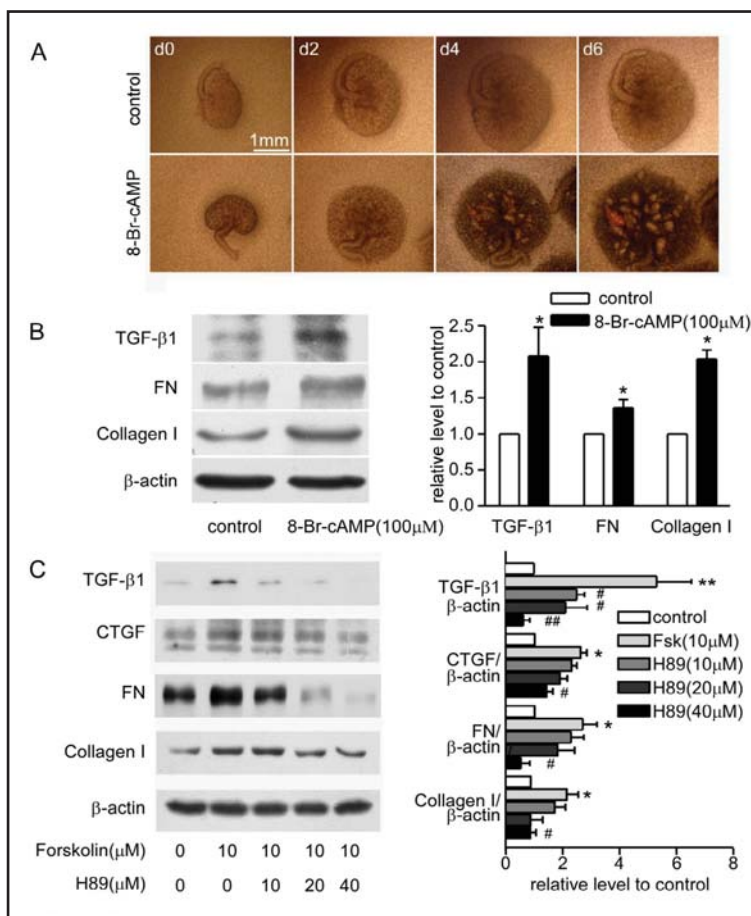 A
d0 d2 d4 d6
control
1mm
8-Br-cAMP
B
TGF-β1
FN
Collagen I
β-actin
control 8-Br-cAMP(100μM)
control
8-Br-cAMP(100μM)
relative level to control
2.5
2.0
1.5
1.0
0.5
0.0
* * *
TGF-β1 FN Collagen I
C
TGF-β1
CTGF
FN
Collagen I
β-actin
Forskolin(μM) 0 10 10 10 10
H89(μM) 0 0 10 20 40
TGF-β1
β-actin
**
#
#
##
CTGF/
β-actin
*
#
FN/
β-actin
*
#
Collagen I/
β-actin
*
#
control
Fsk(10μM)
H89(10μM)
H89(20μM)
H89(40μM)
0 2 4 6 8
relative level to control